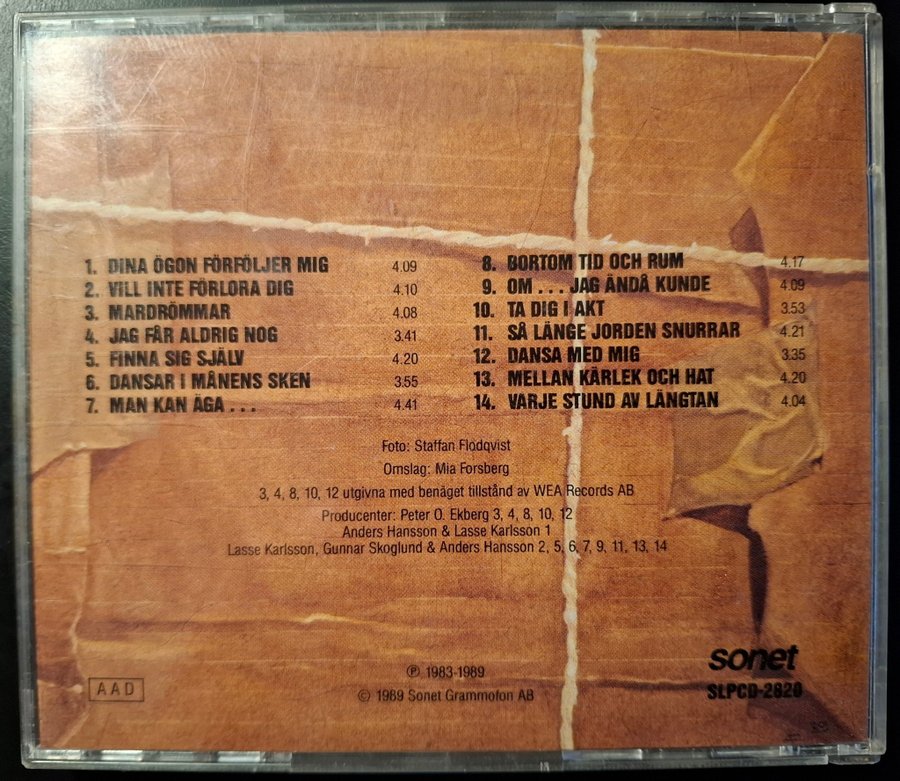 1. DINA ÖGON FÖRFÖLJER MIG 4.09
2. VILL INTE FÖRLORA DIG 4.10
3. MARDRÖMMAR 4.08
4. JAG FÅR ALDRIG NOG 3.41
5. FINNA SIG SJÄLV 4.20
6. DANSAR I MÅNENS SKEN 3.55
7. MAN KAN ÄGA . . . 4.41
8. BORTOM TID OCH RUM 4.17
9. OM . . . JAG ÄNDÅ KUNDE 4.09
10. TA DIG I AKT 3.53
11. SÅ LÄNGE JORDEN SNURRAR 4.21
12. DANSA MED MIG 3.35
13. MELLAN KÄRLEK OCH HAT 4.20
14. VARJE STUND AV LÄNGTAN 4.04
Foto: Staffan Flodqvist
Omslag: Mia Forsberg
3, 4, 8, 10, 12 utgivna med benäget tillstånd av WEA Records AB
Producenter: Peter O. Ekberg 3, 4, 8, 10, 12
Anders Hansson & Lasse Karlsson 1
Lasse Karlsson, Gunnar Skoglund & Anders Hansson 2, 5, 6, 7, 9, 11, 13, 14
℗ 1983-1989
© 1989 Sonet Grammofon AB
AAD
sonet
SLPCD-2820